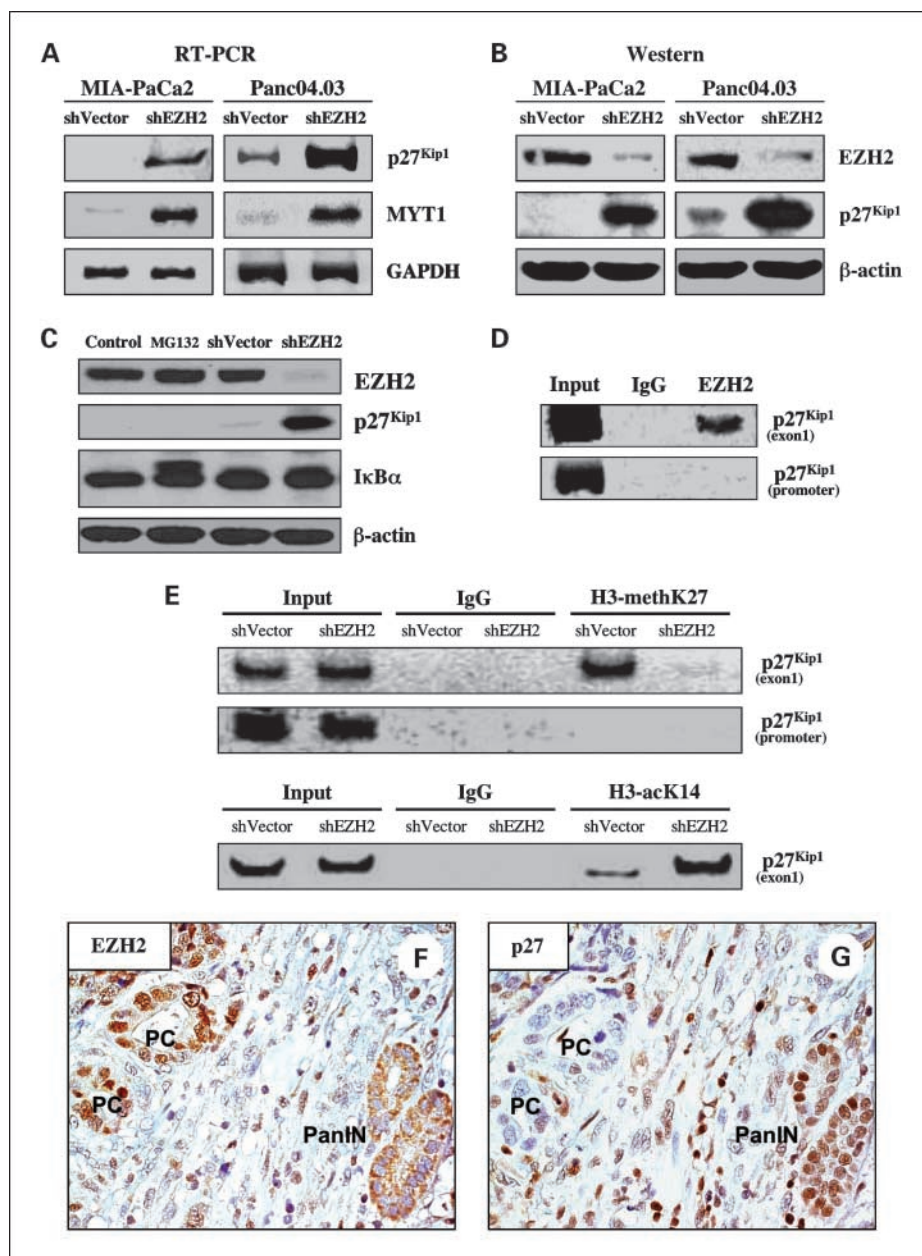 A RT-PCR
MIA-PaCa2 Panc04.03
shVector shEZH2 shVector shEZH2
p27Kip1
MYT1
GAPDH
B Western
MIA-PaCa2 Panc04.03
shVector shEZH2 shVector shEZH2
EZH2
p27Kip1
β-actin
C
Control MG132 shVector shEZH2
EZH2
p27Kip1
IκBα
β-actin
D
Input IgG EZH2
p27Kip1
(exon1)
p27Kip1
(promoter)
E
Input IgG H3-methK27
shVector shEZH2 shVector shEZH2 shVector shEZH2
p27Kip1
(exon1)
p27Kip1
(promoter)
Input IgG H3-acK14
shVector shEZH2 shVector shEZH2 shVector shEZH2
p27Kip1
(exon1)
EZH2 F
PC
PC
PanIN
p27 G
PC
PC
PanIN